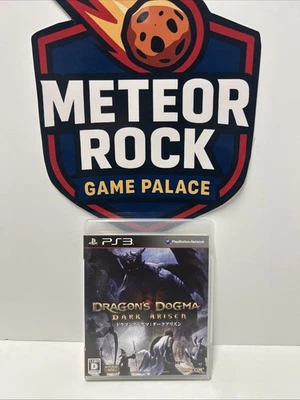 METEOR
ROCK
GAME PALACE
PS3
PlayStation Network
DRAGON'S DOGMA
DARK ARISEN
ドラゴンズドグマ:ダークアリズン
D
CAPCOM